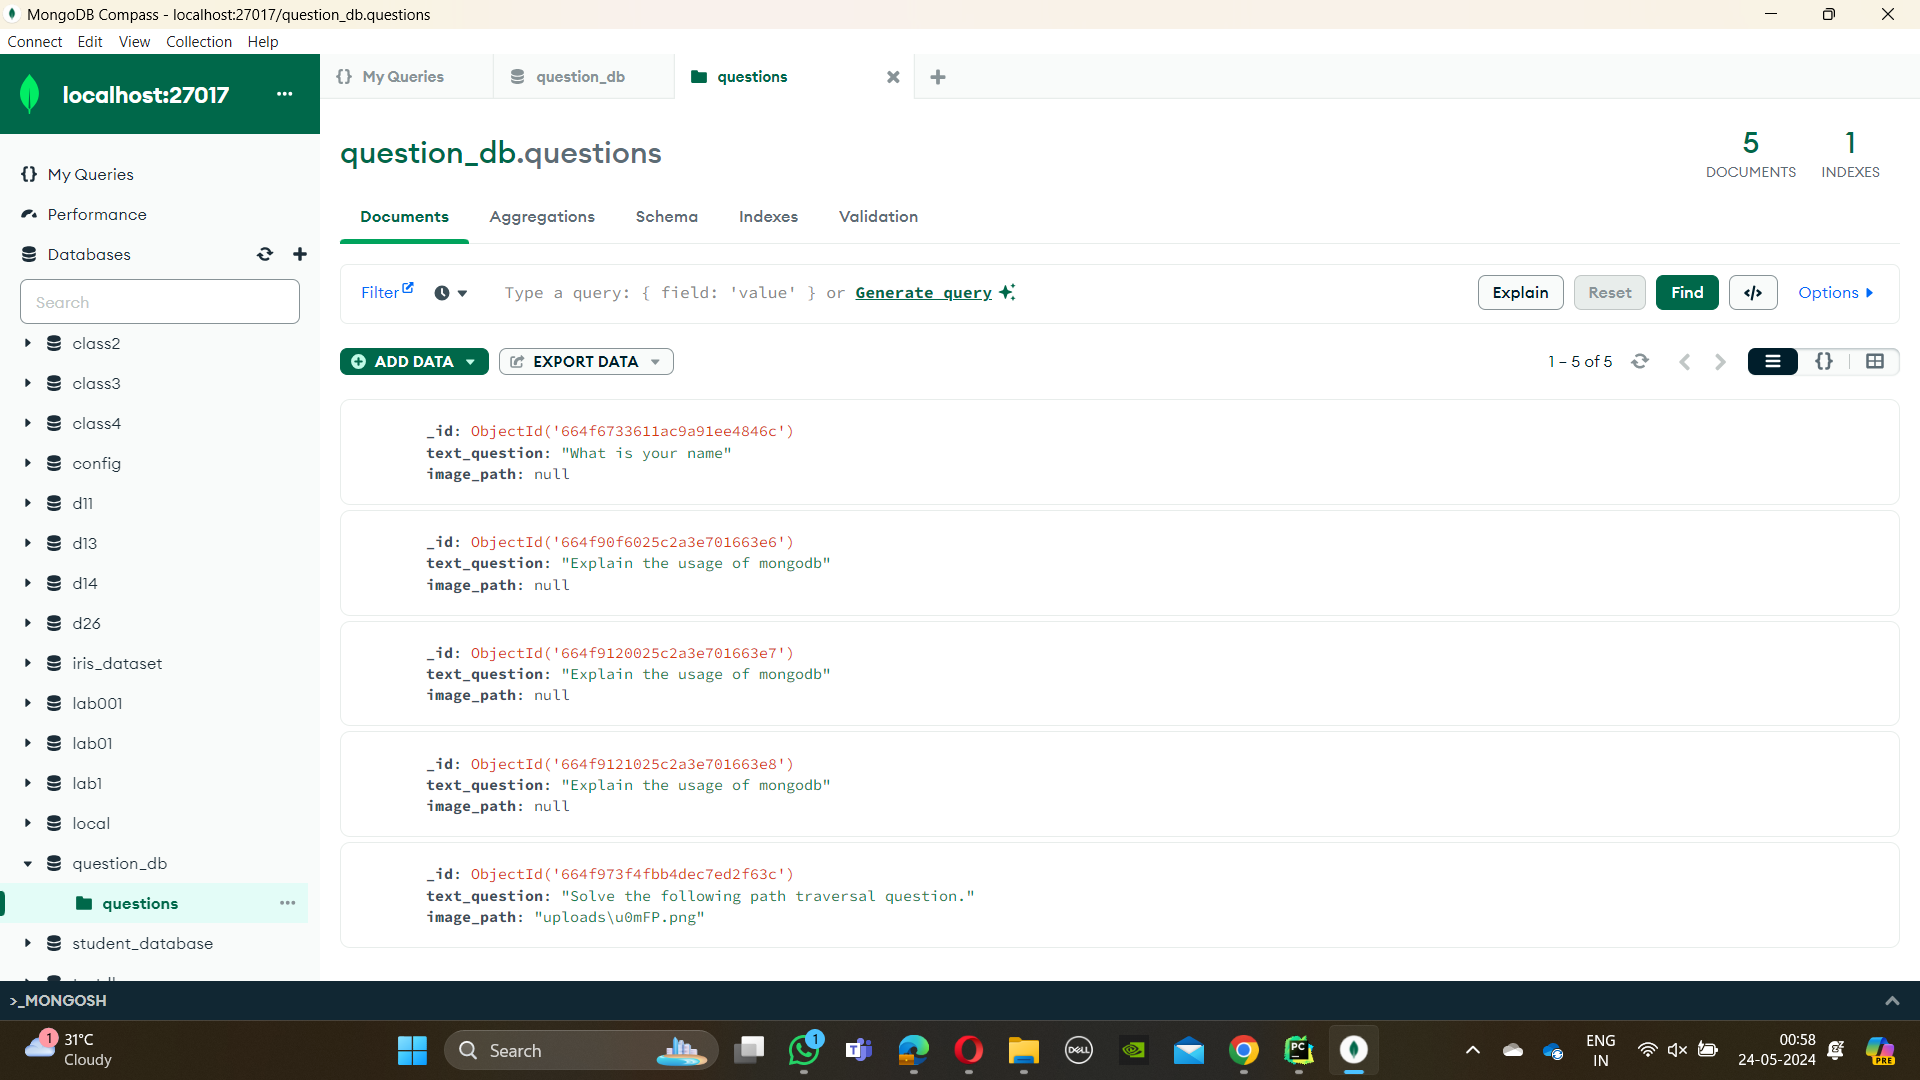 MongoDB Compass - localhost:27017/question_db.questions
Connect Edit View Collection Help
localhost:27017 ...
My Queries
question_db
questions
{} My Queries
Performance
Databases
Search
class2
class3
class4
config
d11
d13
d14
d26
iris_dataset
lab001
lab01
lab1
local
question_db
questions ...
student_database
question_db.questions
5
DOCUMENTS
1
INDEXES
Documents Aggregations Schema Indexes Validation
Filter
Type a query: { field: 'value' } or Generate query
Explain Reset Find </> Options
ADD DATA EXPORT DATA
1 – 5 of 5
{}
_id: ObjectId('664f6733611ac9a91ee4846c')
text_question: "What is your name"
image_path: null
_id: ObjectId('664f90f6025c2a3e701663e6')
text_question: "Explain the usage of mongodb"
image_path: null
_id: ObjectId('664f9120025c2a3e701663e7')
text_question: "Explain the usage of mongodb"
image_path: null
_id: ObjectId('664f9121025c2a3e701663e8')
text_question: "Explain the usage of mongodb"
image_path: null
_id: ObjectId('664f973f4fbb4dec7ed2f63c')
text_question: "Solve the following path traversal question."
image_path: "uploads\u0mFP.png"
>_MONGOSH
1
31°C
Cloudy
Search
1
DELL
PC
ENG
IN
00:58
24-05-2024
PRE